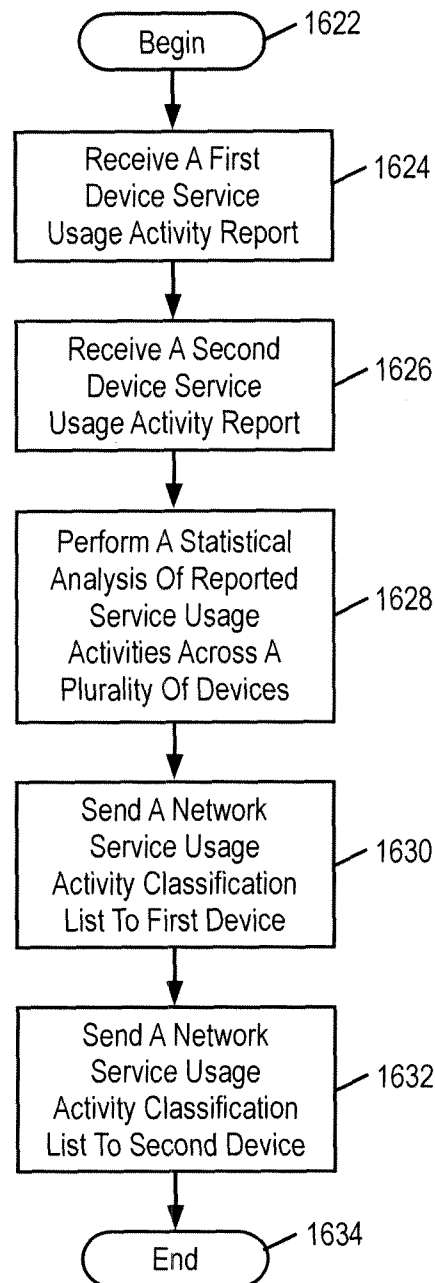 Begin
1622
Receive A First
Device Service
Usage Activity Report
1624
Receive A Second
Device Service
Usage Activity Report
1626
Perform A Statistical
Analysis Of Reported
Service Usage
Activities Across A
Plurality Of Devices
1628
Send A Network
Service Usage
Activity Classification
List To First Device
1630
Send A Network
Service Usage
Activity Classification
List To Second Device
1632
End
1634